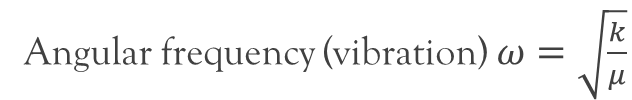 Angular frequency (vibration) ω = √(k/μ)